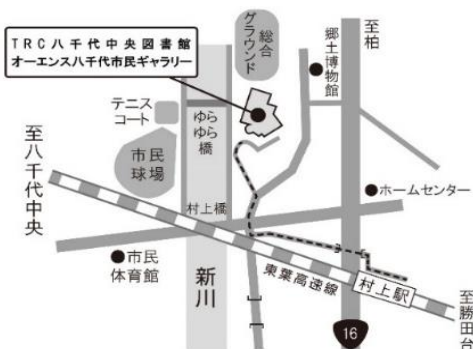 TRC八千代中央図書館
オーエンス八千代市民ギャラリー
総合
グラウンド
至柏
郷土博物館
テニス
コート
ゆら
ゆら
橋
市民
球場
至八千代中央
村上橋
ホームセンター
市民
体育館
新川
東葉高速線
村上駅
至勝田台
16